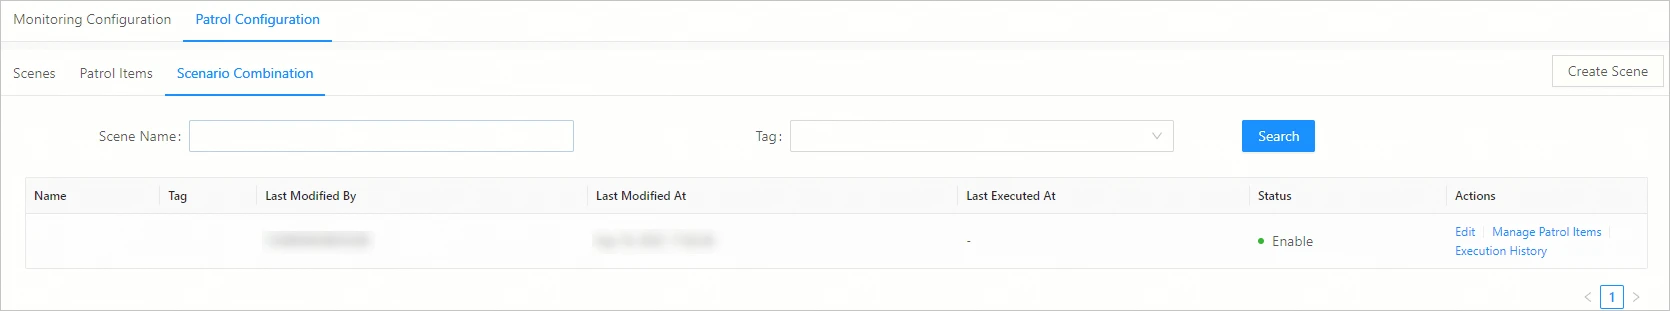 Monitoring Configuration Patrol Configuration
Scenes Patrol Items Scenario Combination Create Scene
Scene Name: Tag: Search
Name Tag Last Modified By Last Modified At Last Executed At Status Actions
- Enable Edit Manage Patrol Items
Execution History
< 1 >